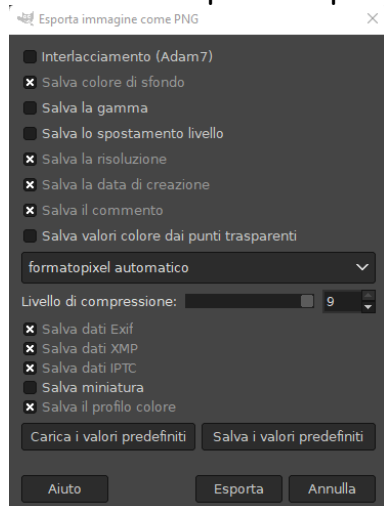 Esporta immagine come PNG
Interlacciamento (Adam7)
Salva colore di sfondo
Salva la gamma
Salva lo spostamento livello
Salva la risoluzione
Salva la data di creazione
Salva il commento
Salva valori colore dai punti trasparenti
formatopixel automatico
Livello di compressione: 9
Salva dati Exif
Salva dati XMP
Salva dati IPTC
Salva miniatura
Salva il profilo colore
Carica i valori predefiniti Salva i valori predefiniti
Aiuto Esporta Annulla